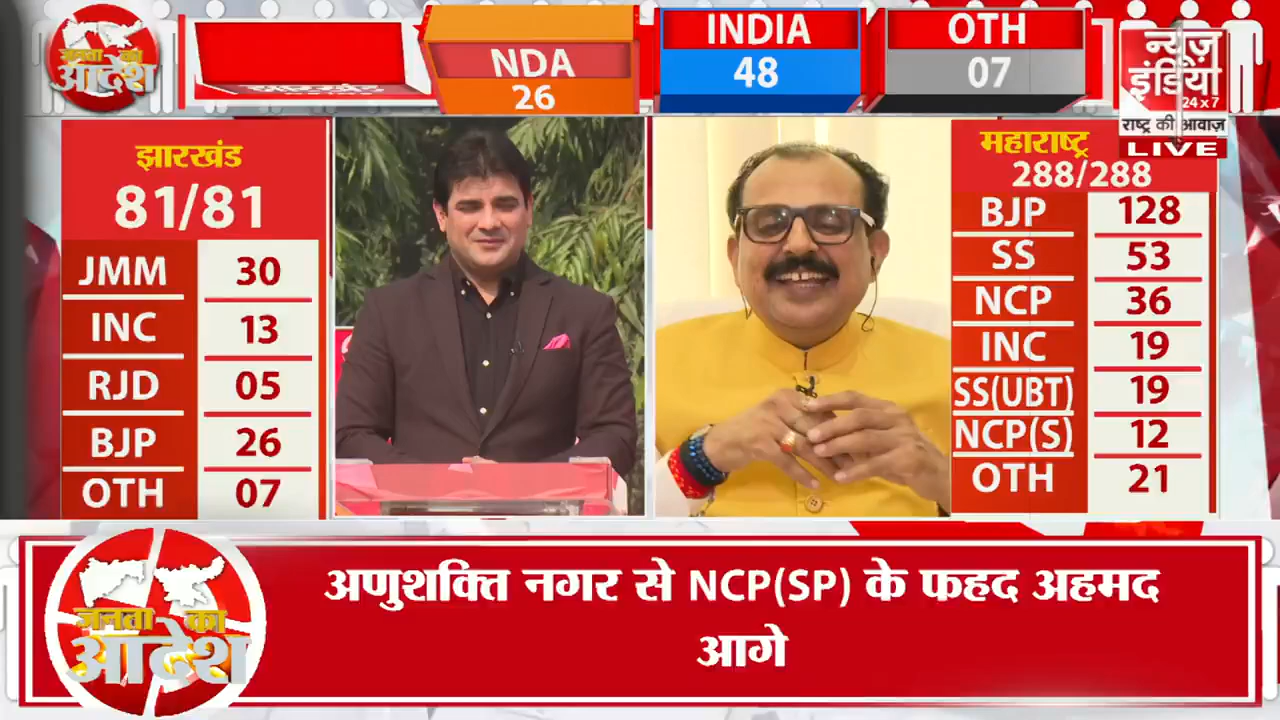 जनता का
आदेश
NDA
26
INDIA
48
OTH
07
न्यूज़
इंडिया
24x7
राष्ट्र की आवाज़
LIVE
झारखंड
81/81
JMM 30
INC 13
RJD 05
BJP 26
OTH 07
महाराष्ट्र
288/288
BJP 128
SS 53
NCP 36
INC 19
SS(UBT) 19
NCP(S) 12
OTH 21
जनता का
आदेश
अणुशक्ति नगर से NCP(SP) के फहद अहमद
आगे